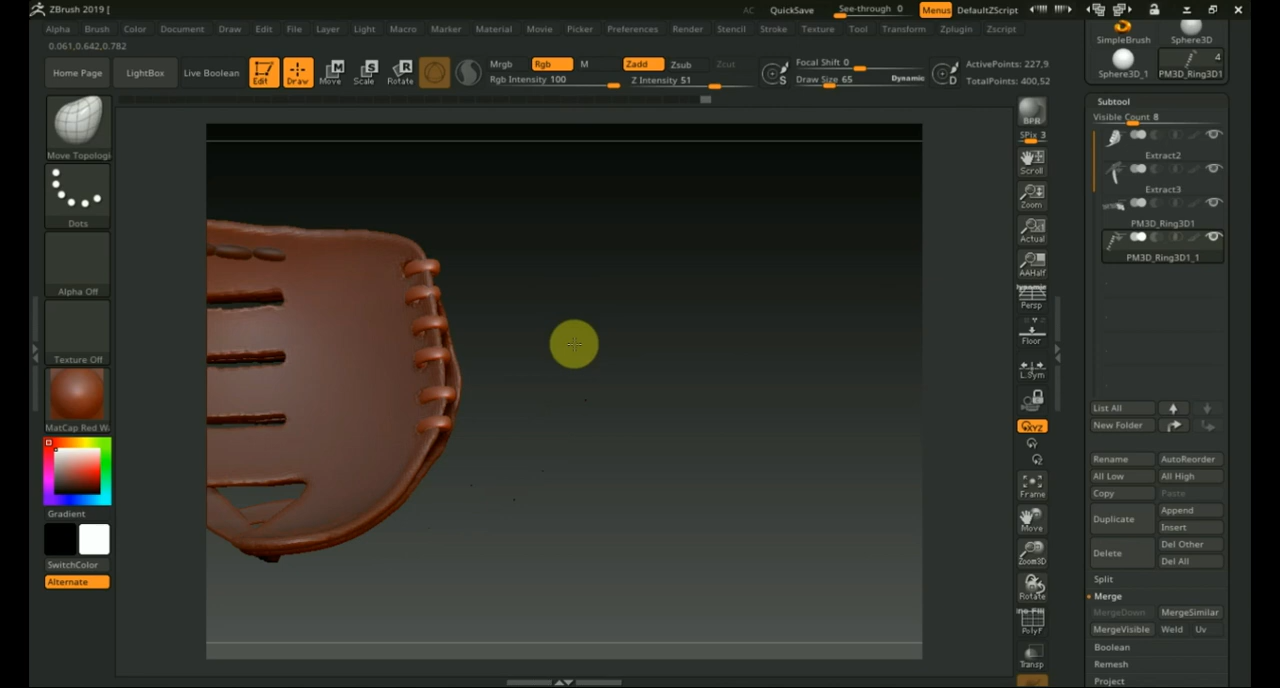 ZBrush 2019 [
AC QuickSave See-through 0 Menus DefaultZScript
Alpha Brush Color Document Draw Edit File Layer Light Macro Marker Material Movie Picker Preferences Render Stencil Stroke Texture Tool Transform Zplugin Zscript
0.061,0.642,0.782
Home Page LightBox Live Boolean Edit Draw Move Scale Rotate
Mrgb Rgb M Zadd Zsub Zcut
Rgb Intensity 100 Z Intensity 51
Focal Shift 0
Draw Size 65 Dynamic
ActivePoints: 227,9
TotalPoints: 400,52
SimpleBrush Sphere3D
Sphere3D_1 PM3D_Ring3D1
4
Move Topologi
Dots
Alpha Off
Texture Off
MatCap Red W
Gradient
SwitchColor
Alternate
BPR
SPix 3
Scroll
Zoom
Actual
AAHalf
Dynamic
Persp
Floor
L.Sym
XYZ
Frame
Move
Zoom3D
Rotate
PolyF
Transp
Subtool
Visible Count 8
Extract2
Extract3
PM3D_Ring3D1
PM3D_Ring3D1_1
List All
New Folder
Rename AutoReorder
All Low All High
Copy Paste
Duplicate Append
Insert
Delete Del Other
Del All
Split
Merge
MergeDown MergeSimilar
MergeVisible Weld Uv
Boolean
Remesh
Project